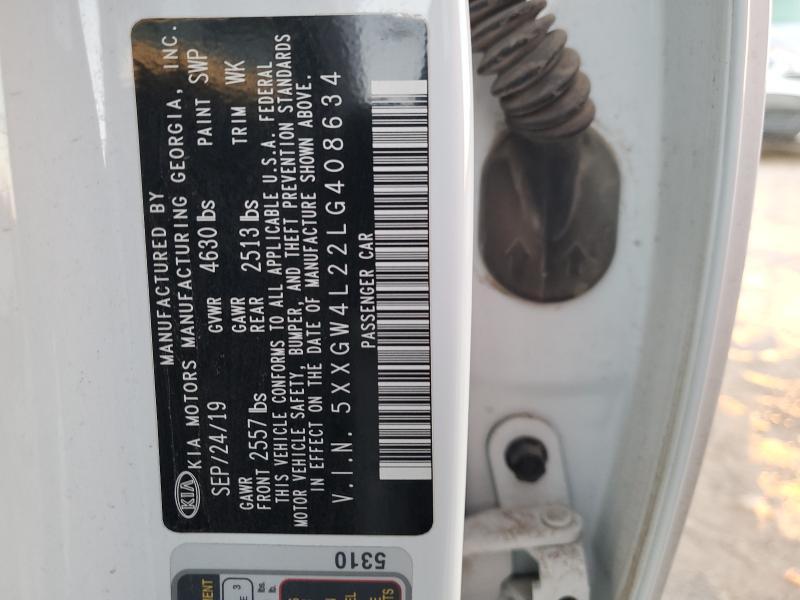 KIA
MANUFACTURED BY
KIA MOTORS MANUFACTURING GEORGIA, INC.
SEP/24/19 GVWR 4630 lbs PAINT SWP
GAWR FRONT 2557 lbs GAWR REAR 2513 lbs TRIM WK
THIS VEHICLE CONFORMS TO ALL APPLICABLE U.S.A. FEDERAL
MOTOR VEHICLE SAFETY, BUMPER, AND THEFT PREVENTION STANDARDS
IN EFFECT ON THE DATE OF MANUFACTURE SHOWN ABOVE.
V.I.N. 5XXGW4L22LG408634
PASSENGER CAR
5310
3